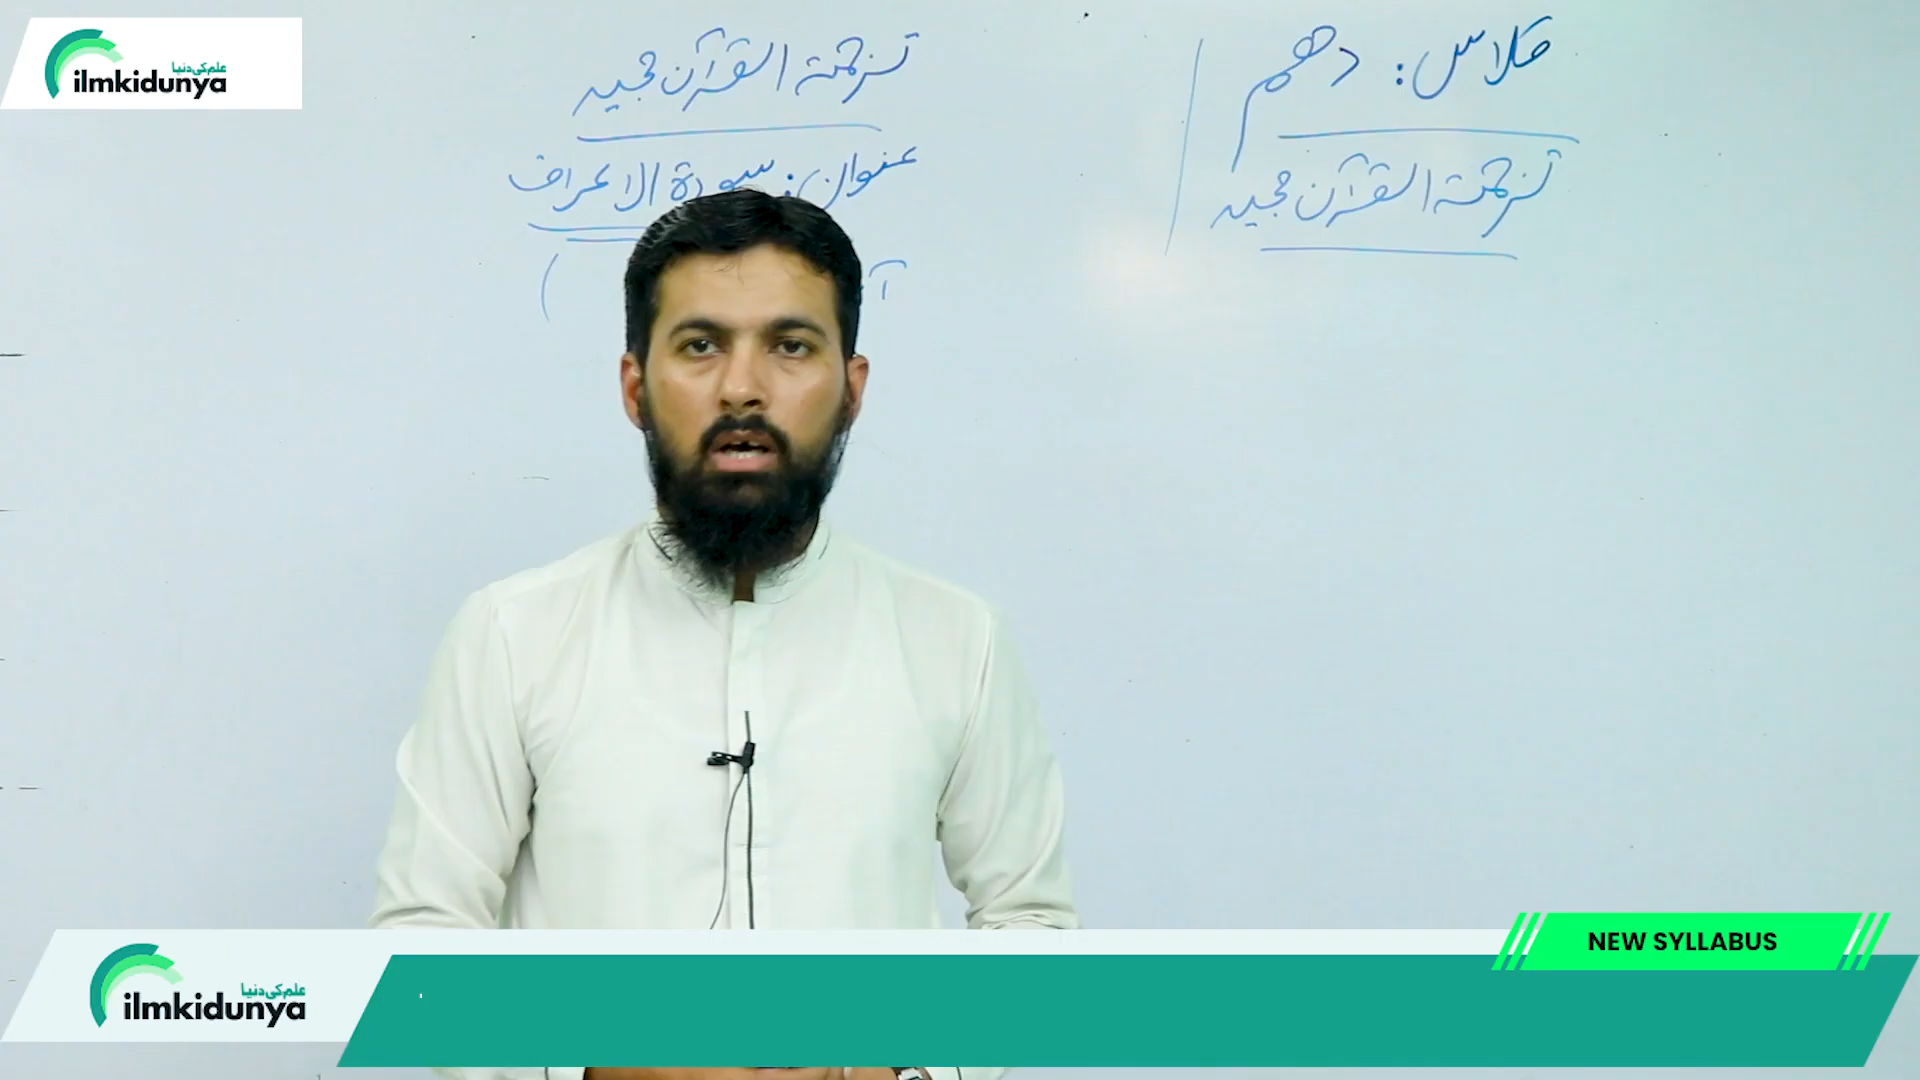 علم کی دنیا
ilmkidunya
کلاس: دھم
ترجمۃ القرآن مجید
ترجمۃ القرآن مجید
عنوان: سورۃ الاعراف
NEW SYLLABUS
علم کی دنیا
ilmkidunya